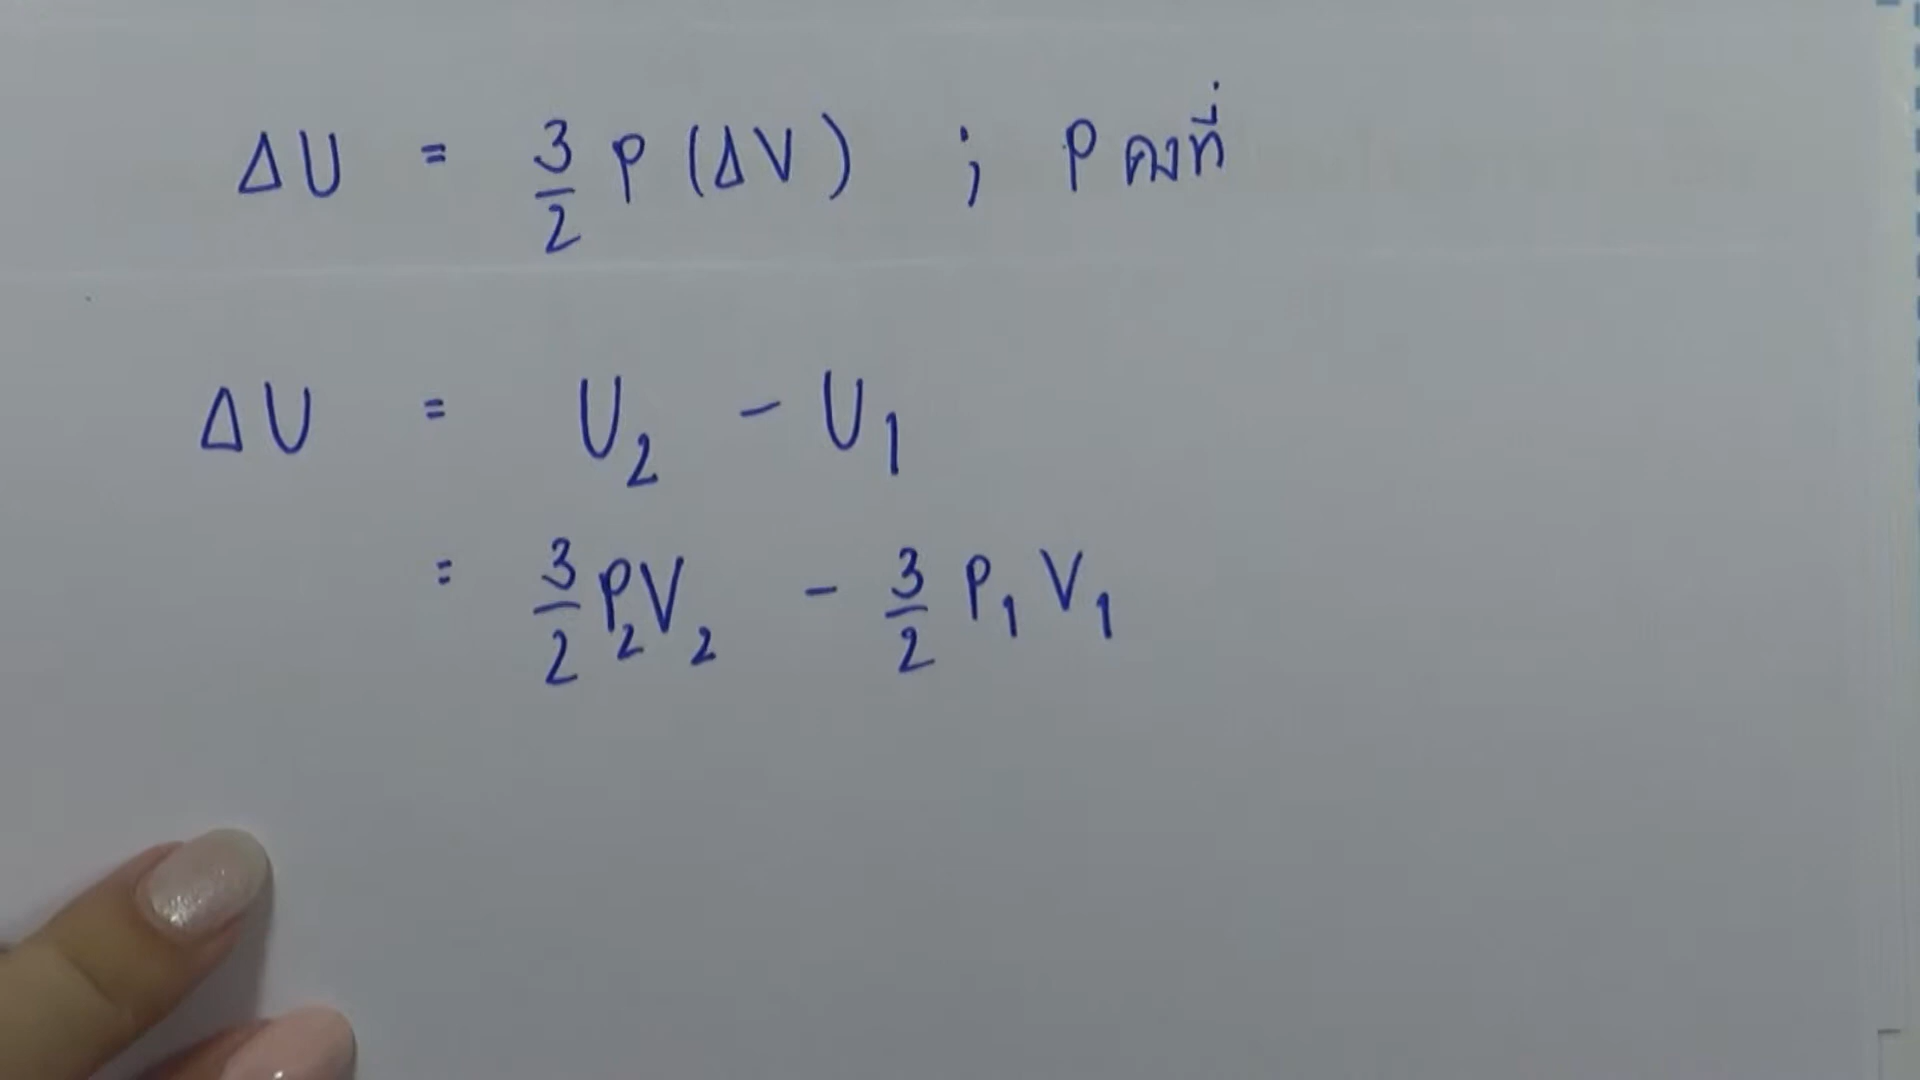 ΔU = 3/2 P (ΔV) ; P คงที่
ΔU = U₂ - U₁
= 3/2 P₂V₂ - 3/2 P₁V₁